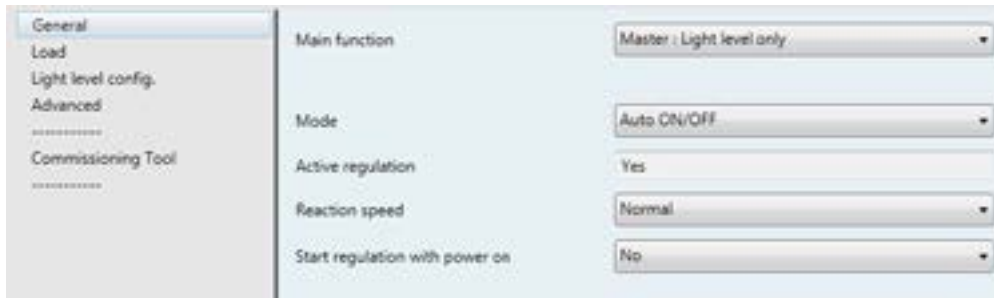 General
Load
Light level config.
Advanced
------------
Commissioning Tool
------------
Main function Master : Light level only
Mode Auto ON/OFF
Active regulation Yes
Reaction speed Normal
Start regulation with power on No